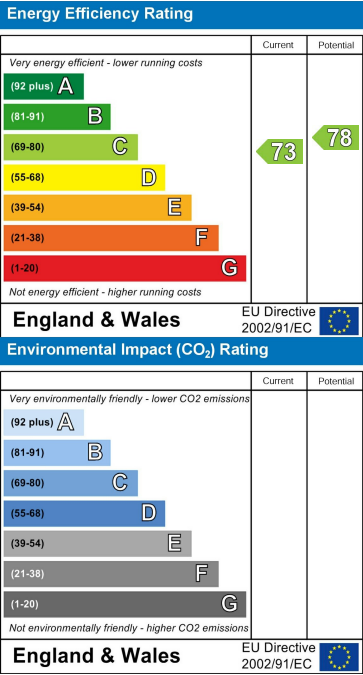 Energy Efficiency Rating
Current Potential
Very energy efficient - lower running costs
(92 plus) A
(81-91) B
(69-80) C
73 78
(55-68) D
(39-54) E
(21-38) F
(1-20) G
Not energy efficient - higher running costs
England & Wales
EU Directive
2002/91/EC
Environmental Impact (CO₂) Rating
Current Potential
Very environmentally friendly - lower CO2 emissions
(92 plus) A
(81-91) B
(69-80) C
(55-68) D
(39-54) E
(21-38) F
(1-20) G
Not environmentally friendly - higher CO2 emissions
England & Wales
EU Directive
2002/91/EC